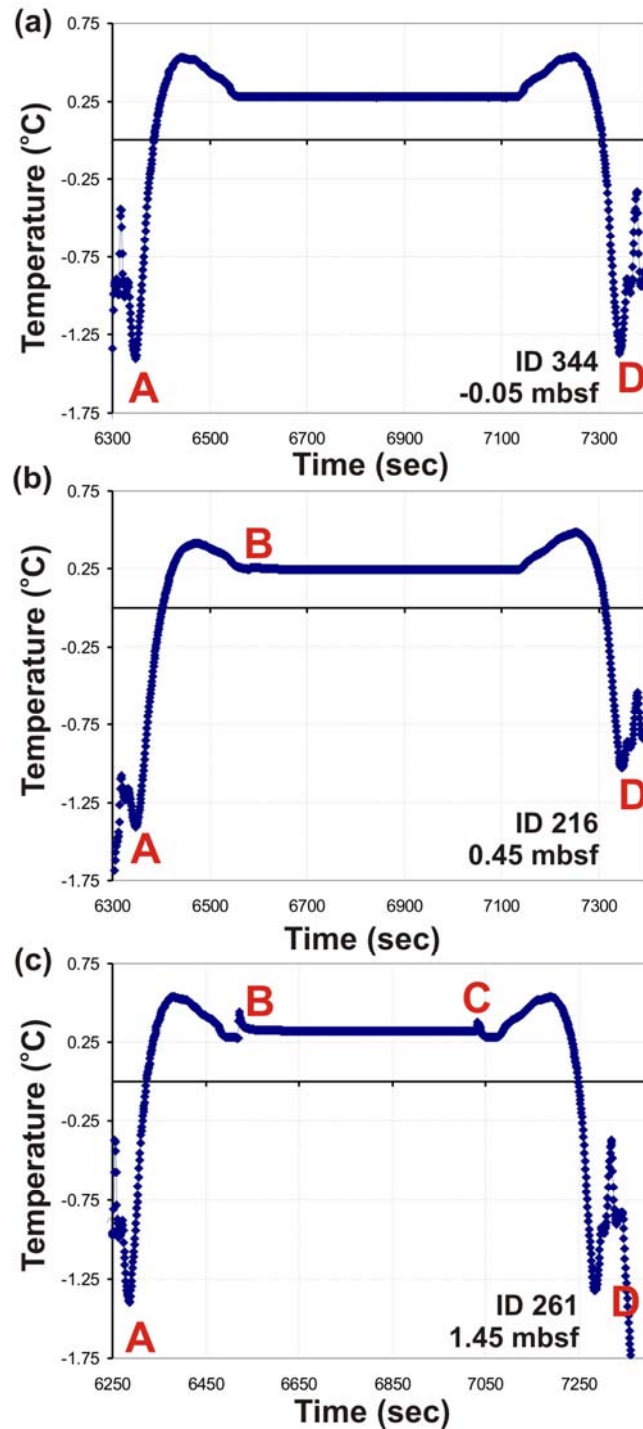 (a)
0.75
0.25
-0.25
-0.75
-1.25
-1.75
Temperature (°C)
A
D
ID 344
-0.05 mbsf
6300 6500 6700 6900 7100 7300
Time (sec)
(b)
0.75
0.25
-0.25
-0.75
-1.25
-1.75
Temperature (°C)
B
A
D
ID 216
0.45 mbsf
6300 6500 6700 6900 7100 7300
Time (sec)
(c)
0.75
0.25
-0.25
-0.75
-1.25
-1.75
Temperature (°C)
B
C
A
D
ID 261
1.45 mbsf
6250 6450 6650 6850 7050 7250
Time (sec)